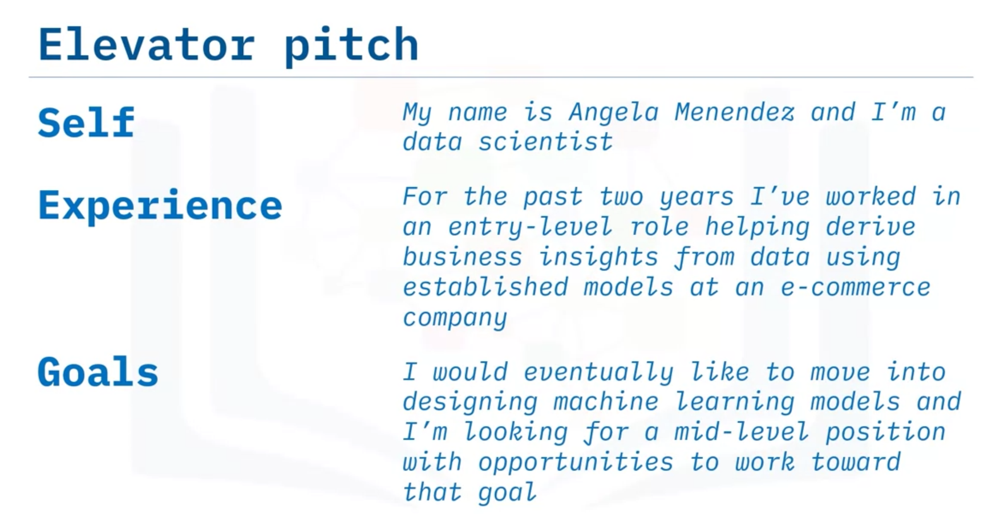 Elevator pitch
Self
My name is Angela Menendez and I’m a
data scientist
Experience
For the past two years I’ve worked in
an entry-level role helping derive
business insights from data using
established models at an e-commerce
company
Goals
I would eventually like to move into
designing machine learning models and
I’m looking for a mid-level position
with opportunities to work toward
that goal